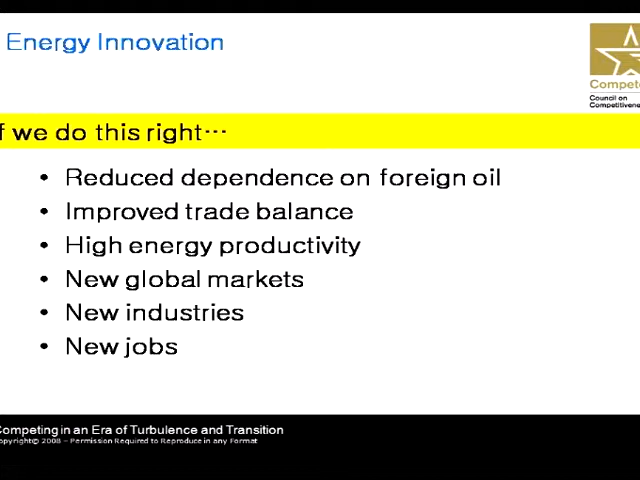 Energy Innovation
Compete
Council on
Competitivene
f we do this right…
• Reduced dependence on foreign oil
• Improved trade balance
• High energy productivity
• New global markets
• New industries
• New jobs
Competing in an Era of Turbulence and Transition
opyright© 2008 – Permission Required to Reproduce in any Format